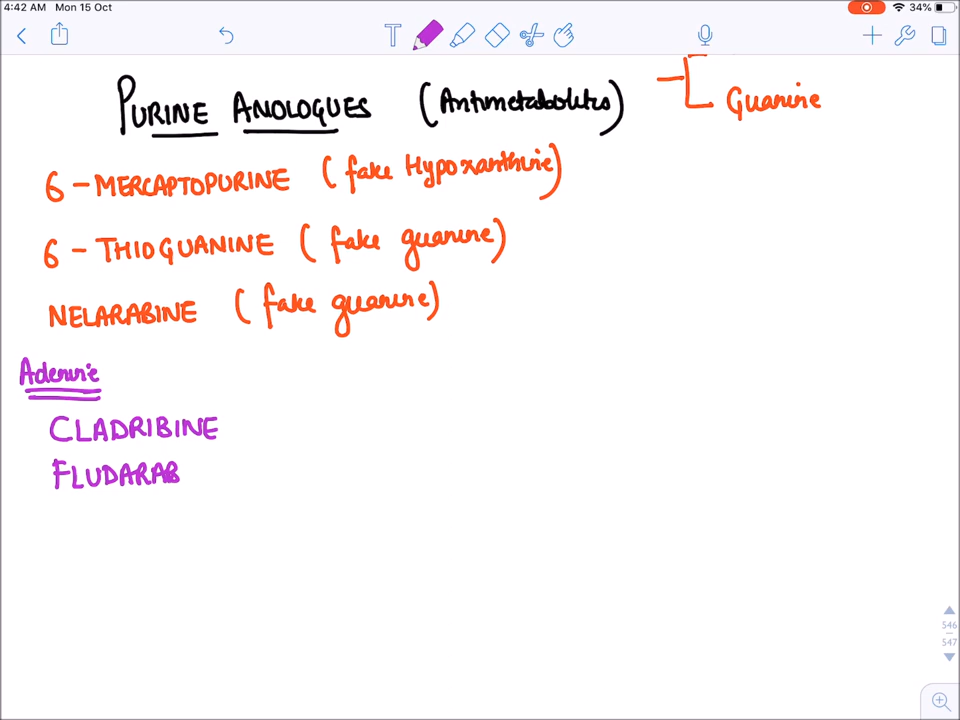 4:42 AM Mon 15 Oct
34%
T
PURINE ANOLOGUES (Antimetabolites)
Guanine
6 - MERCAPTOPURINE (fake Hypoxanthine)
6 - THIOGUANINE (fake guanine)
NELARABINE (fake guanine)
Adenine
CLADRIBINE
FLUDARAB
546
547